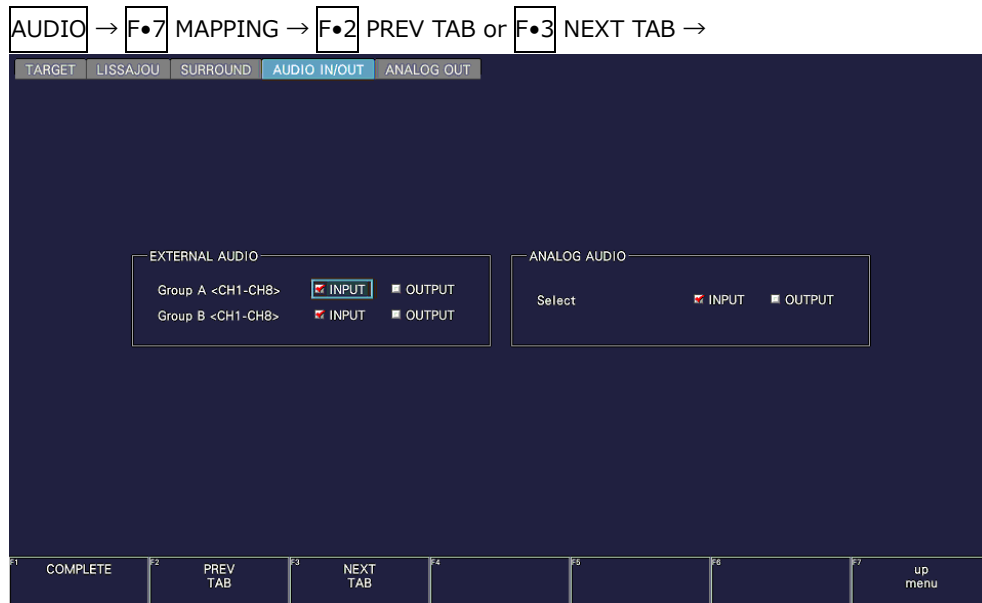 AUDIO → F•7 MAPPING → F•2 PREV TAB or F•3 NEXT TAB →
TARGET LISSAJOU SURROUND AUDIO IN/OUT ANALOG OUT
EXTERNAL AUDIO
Group A <CH1-CH8> INPUT OUTPUT
Group B <CH1-CH8> INPUT OUTPUT
ANALOG AUDIO
Select INPUT OUTPUT
F1 COMPLETE
F2 PREV
TAB
F3 NEXT
TAB
F4
F5
F6
F7 up
menu